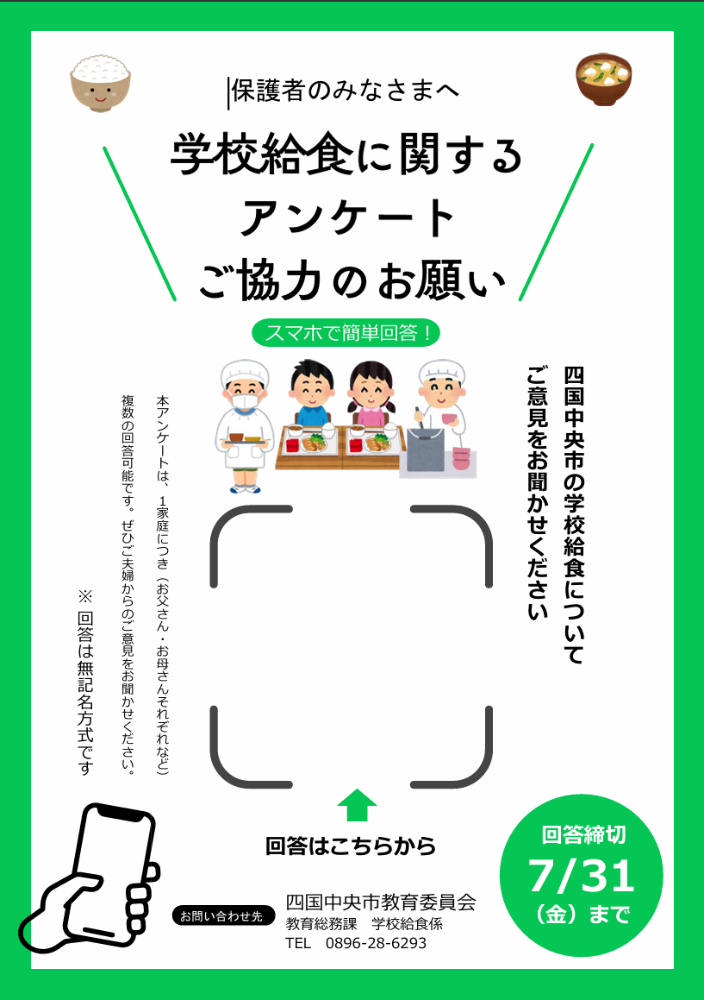 保護者のみなさまへ
学校給食に関する
アンケート
ご協力のお願い
スマホで簡単回答！
四国中央市の学校給食について
ご意見をお聞かせください
本アンケートは、1家庭につき（お父さん・お母さんそれぞれなど）
複数の回答可能です。ぜひご夫婦からのご意見をお聞かせください。
※ 回答は無記名方式です
回答はこちらから
回答締切
7/31
（金）まで
お問い合わせ先
四国中央市教育委員会
教育総務課　学校給食係
TEL　0896-28-6293